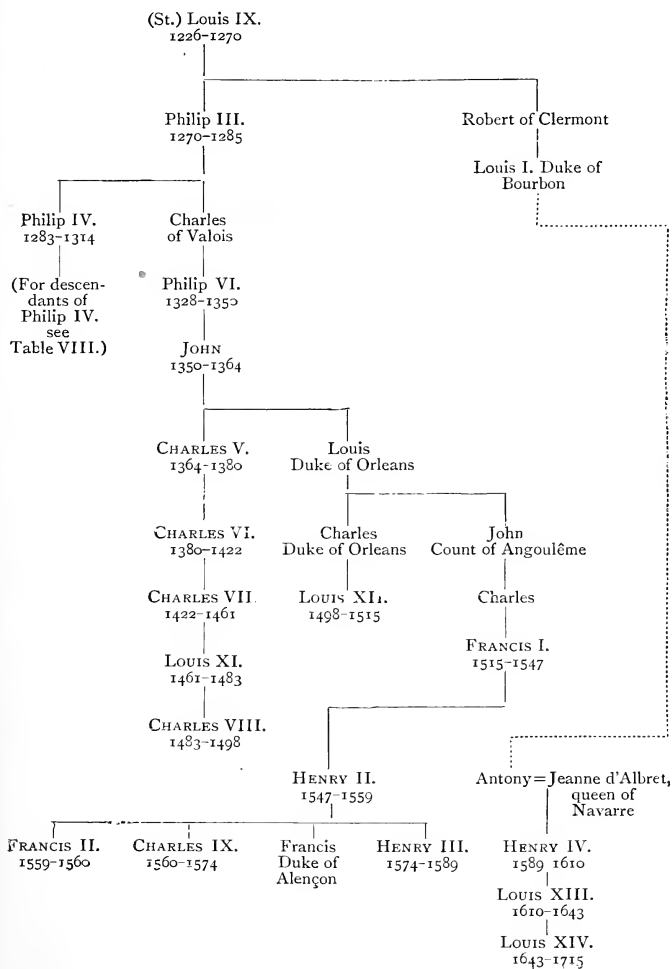 (St.) Louis IX.
1226-1270
Philip III.
1270-1285
Robert of Clermont
Louis I. Duke of
Bourbon
Philip IV.
1283-1314
Charles
of Valois
(For descen-
dants of
Philip IV.
see
Table VIII.)
Philip VI.
1328-1350
JOHN
1350-1364
CHARLES V.
1364-1380
Louis
Duke of Orleans
CHARLES VI.
1380-1422
Charles
Duke of Orleans
John
Count of Angoulême
CHARLES VII.
1422-1461
LOUIS XII.
1498-1515
Charles
LOUIS XI.
1461-1483
FRANCIS I.
1515-1547
CHARLES VIII.
1483-1498
HENRY II.
1547-1559
Antony=Jeanne d'Albret,
queen of
Navarre
FRANCIS II.
1559-1560
CHARLES IX.
1560-1574
Francis
Duke of
Alençon
HENRY III.
1574-1589
HENRY IV.
1589 1610
LOUIS XIII.
1610-1643
LOUIS XIV.
1643-1715